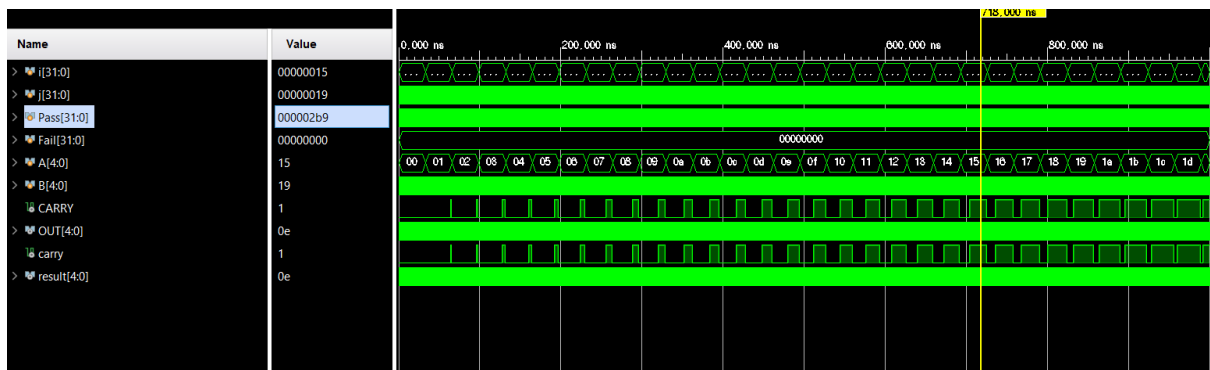 718.000 ns
Name Value 0.000 ns 200.000 ns 400.000 ns 600.000 ns 800.000 ns
i[31:0] 00000015 ... ... ... ... ... ... ... ... ... ... ... ... ... ... ... ... ... ... ... ... ... ... ... ... ... ... ... ... ... ...
j[31:0] 00000019
Pass[31:0] 000002b9
Fail[31:0] 00000000 00000000
A[4:0] 15 00 01 02 03 04 05 06 07 08 09 0a 0b 0c 0d 0e 0f 10 11 12 13 14 15 16 17 18 19 1a 1b 1c 1d
B[4:0] 19
CARRY 1
OUT[4:0] 0e
carry 1
result[4:0] 0e